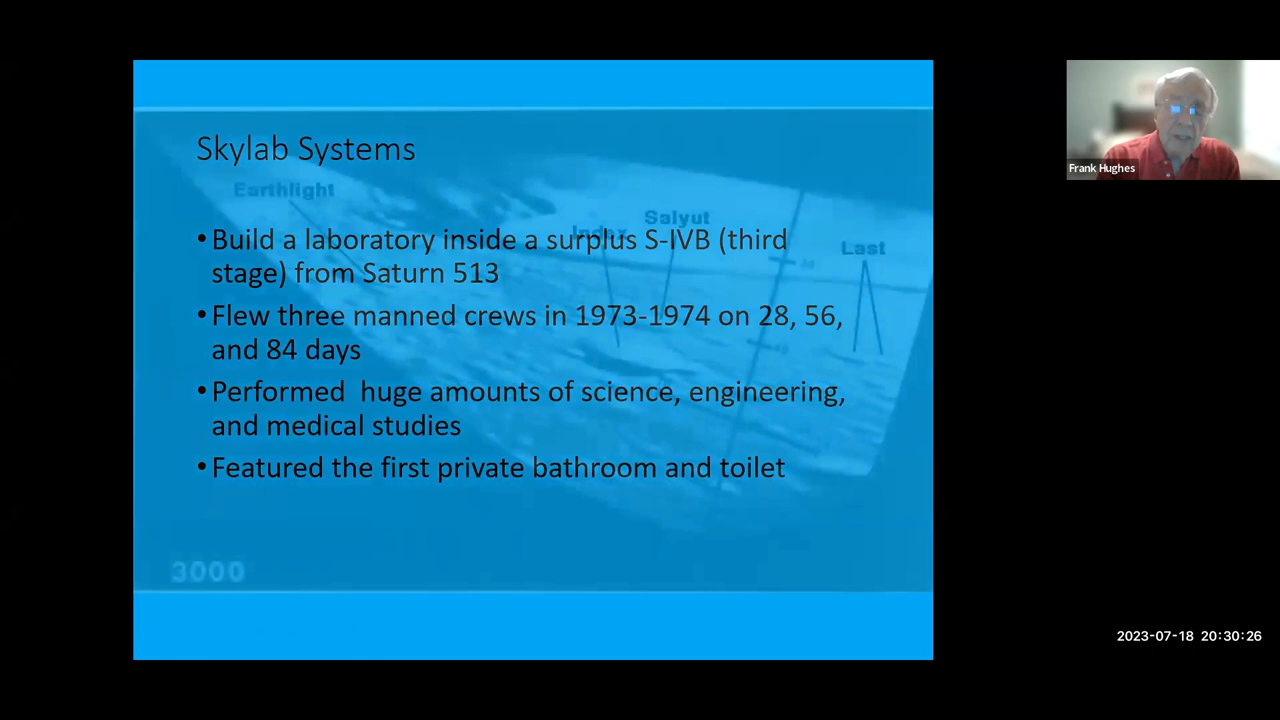 Skylab Systems
Earthlight
Salyut
Index
Last
•Build a laboratory inside a surplus S-IVB (third
stage) from Saturn 513
•Flew three manned crews in 1973-1974 on 28, 56,
and 84 days
•Performed  huge amounts of science, engineering,
and medical studies
•Featured the first private bathroom and toilet
3000
Frank Hughes
2023-07-18 20:30:26